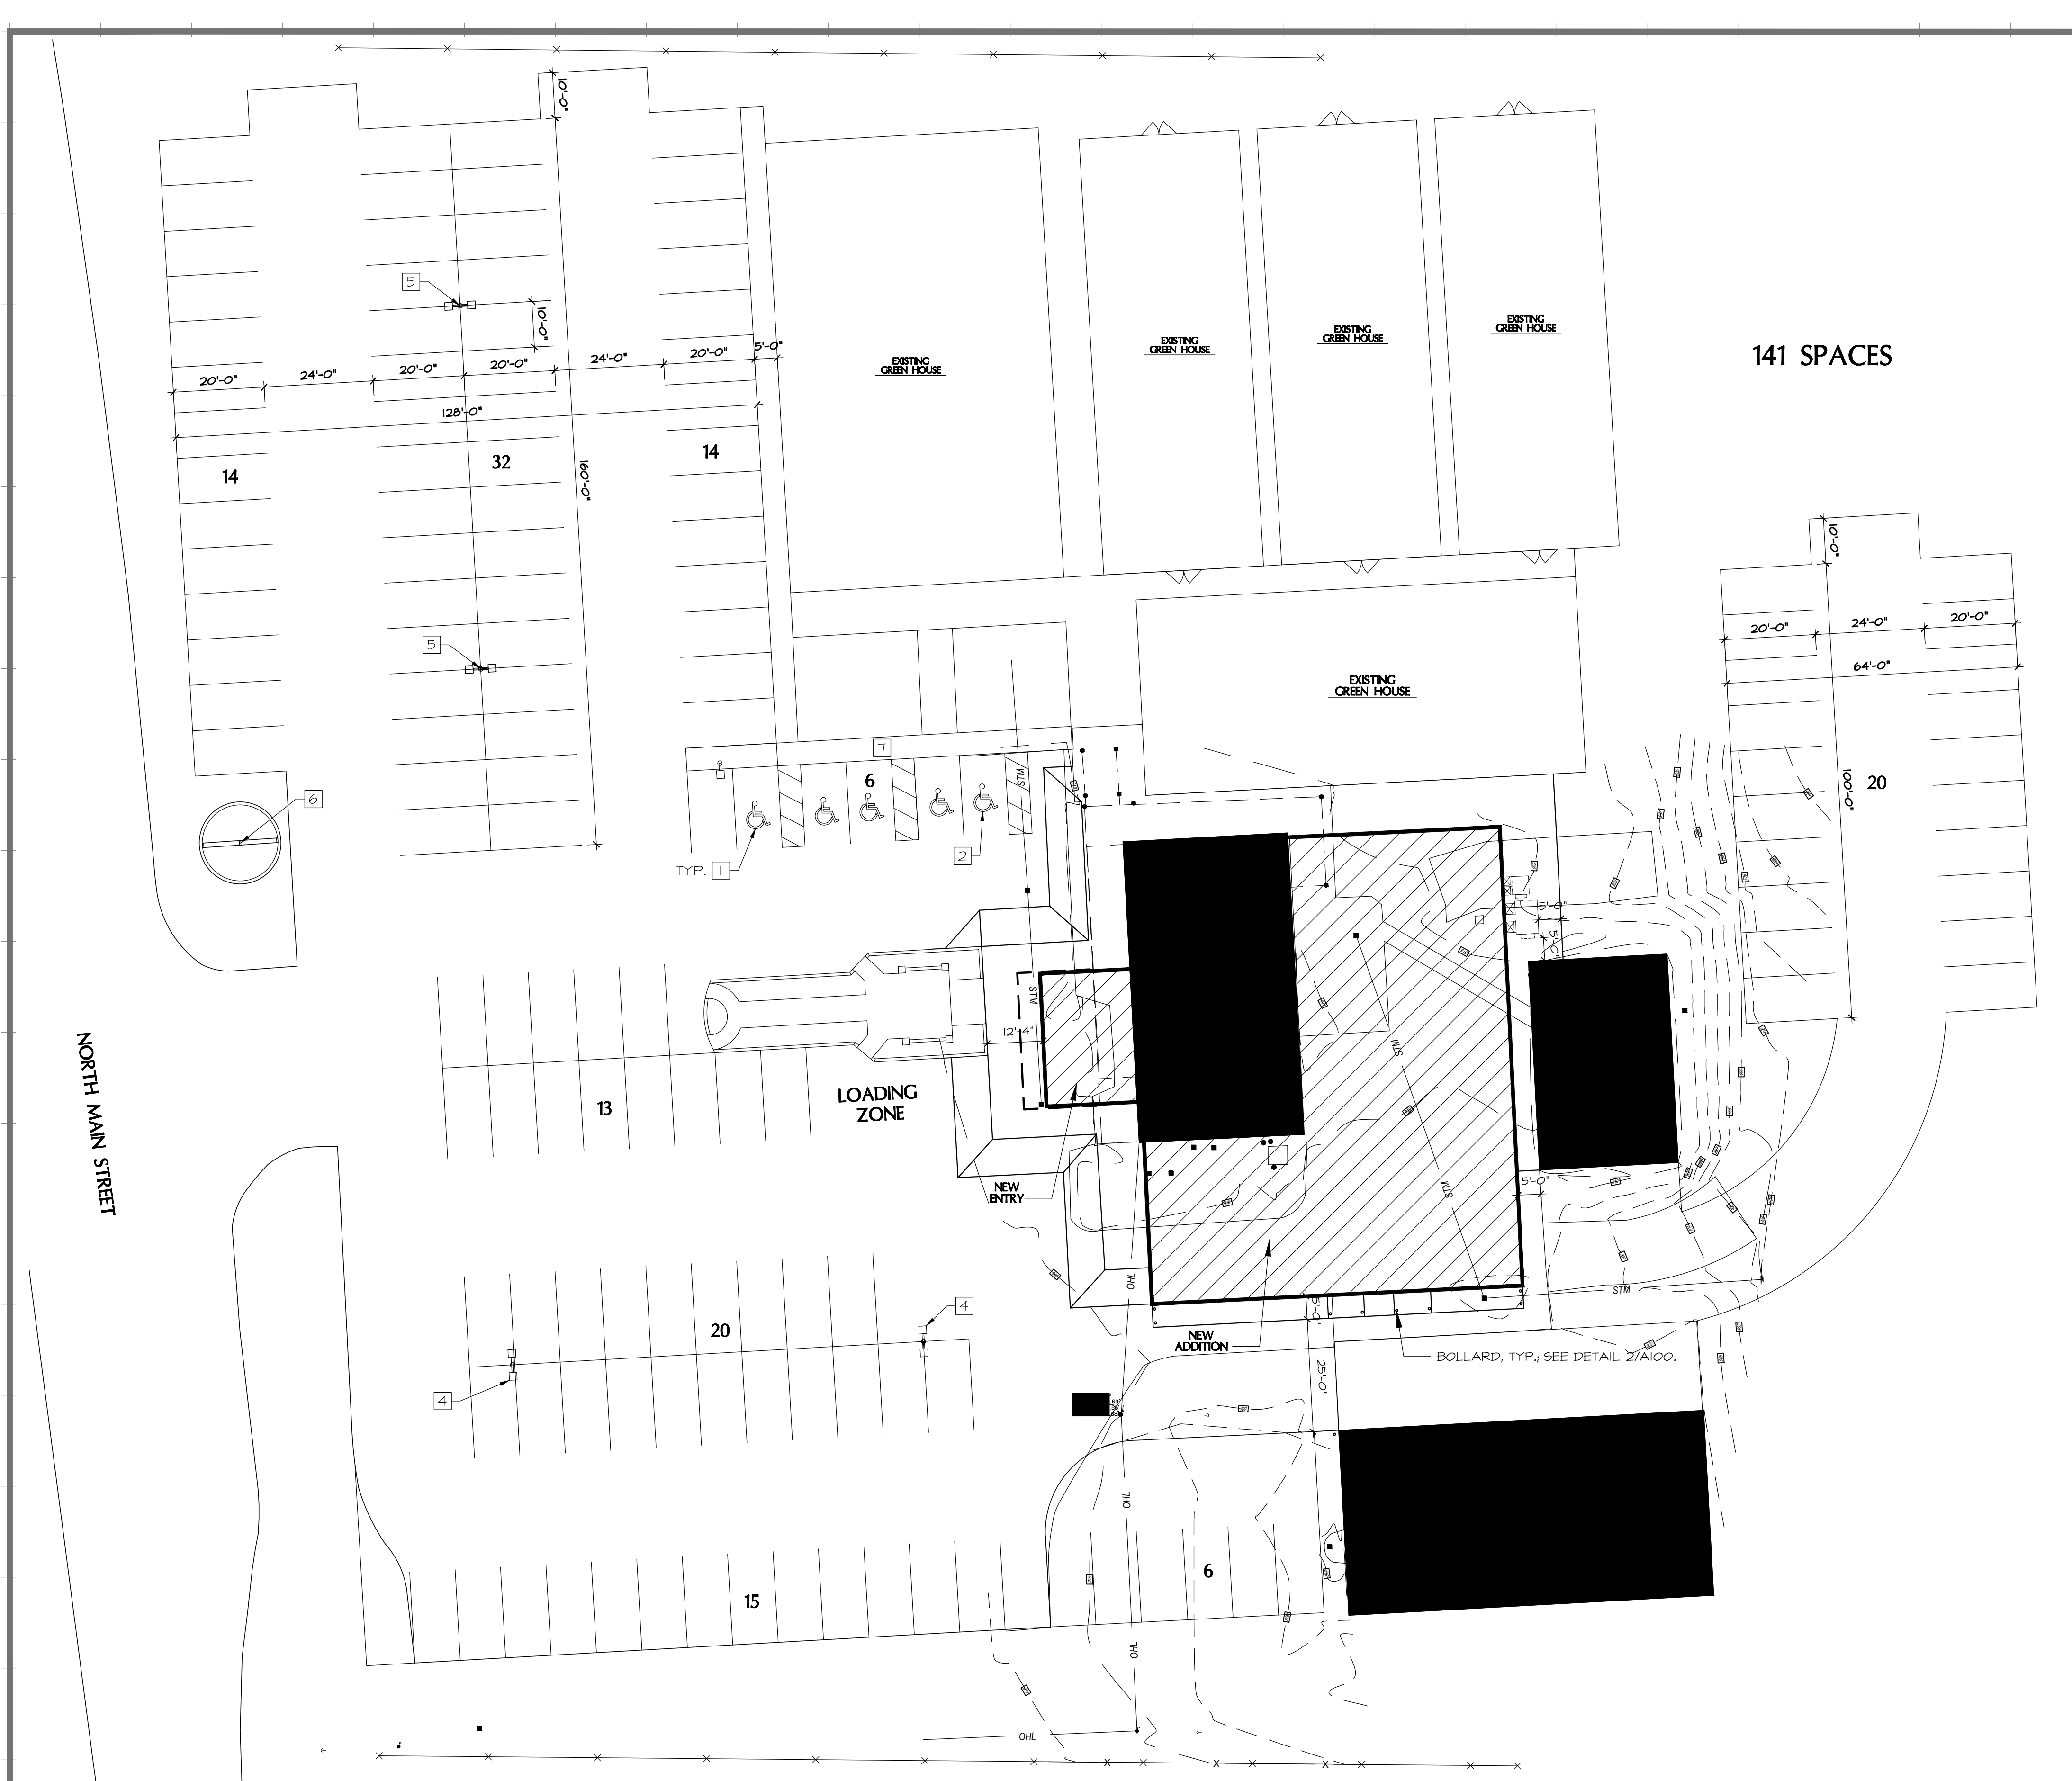 10'-0"
5
10'-0"
20'-0"
24'-0"
20'-0"
20'-0"
24'-0"
20'-0"
5'-0"
128'-0"
14
32
14
160'-0"
5
EXISTING
GREEN HOUSE
EXISTING
GREEN HOUSE
EXISTING
GREEN HOUSE
EXISTING
GREEN HOUSE
141 SPACES
10'-0"
20'-0"
24'-0"
20'-0"
64'-0"
20
100'-0"
EXISTING
GREEN HOUSE
7
6
STM
TYP. 1
2
6
5'-0"
5'-0"
STM
12'-4"
STM
NORTH MAIN STREET
13
LOADING
ZONE
NEW
ENTRY
STM
5'-0"
OHL
STM
4
20
5'-0"
NEW
ADDITION
BOLLARD, TYP.; SEE DETAIL 2/A100.
4
25'-0"
OHL
15
6
OHL
OHL